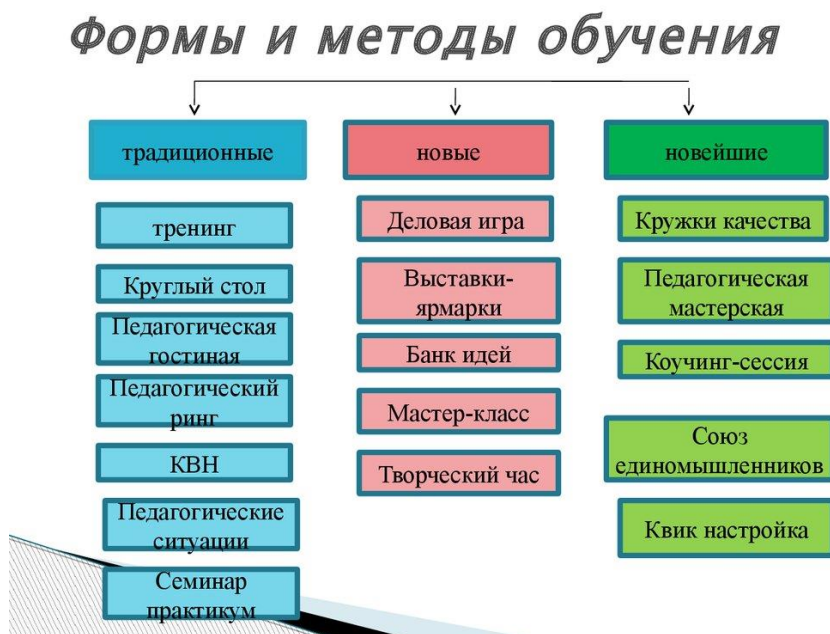 Формы и методы обучения
традиционные
тренинг
Круглый стол
Педагогическая
гостиная
Педагогический
ринг
КВН
Педагогические
ситуации
Семинар
практикум
новые
Деловая игра
Выставки-
ярмарки
Банк идей
Мастер-класс
Творческий час
новейшие
Кружки качества
Педагогическая
мастерская
Коучинг-сессия
Союз
единомышленников
Квик настройка